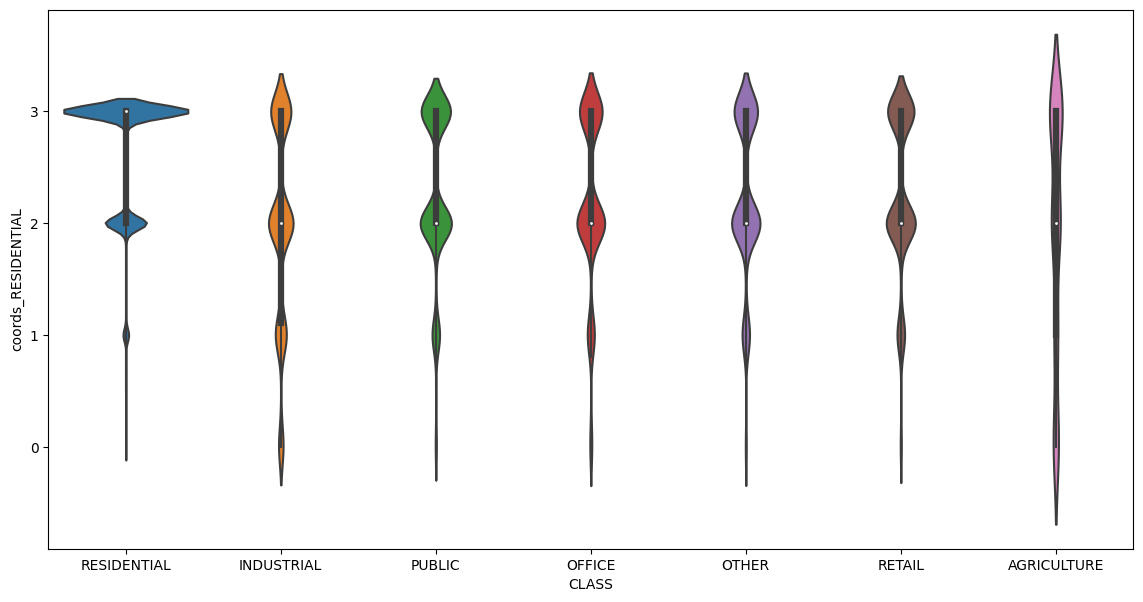 coords_RESIDENTIAL
3
2
1
0
RESIDENTIAL INDUSTRIAL PUBLIC OFFICE OTHER RETAIL AGRICULTURE
CLASS